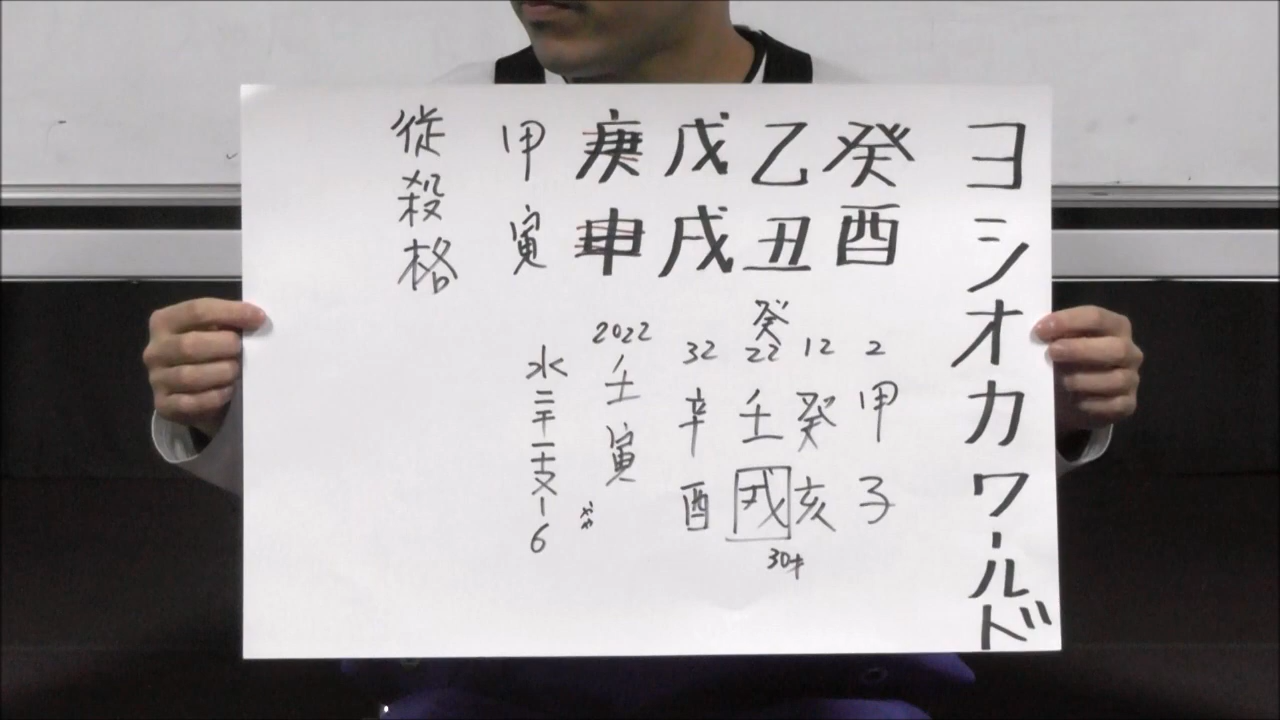 ヨシオカワールド
癸酉
乙丑
戊戌
庚申
甲寅
従殺格
2 甲子
12 癸亥
癸
22 壬戌
30才
32 辛酉
2022 壬寅
水二干一支-6